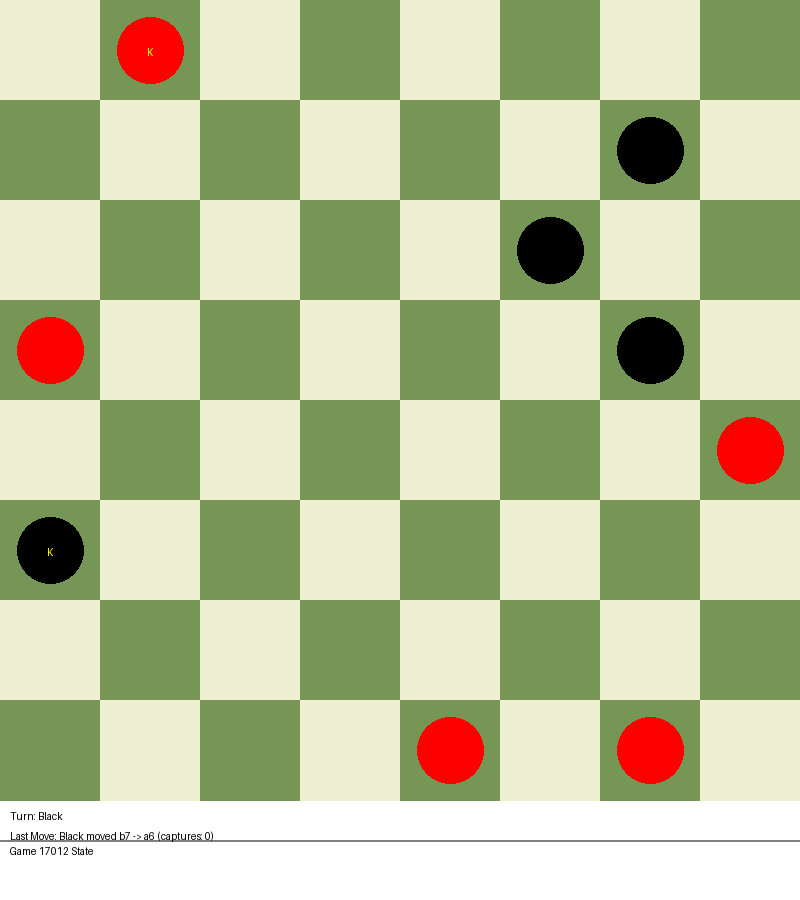 K
K
Turn: Black
Last Move: Black moved b7 -> a6 (captures: 0)
Game 17012 State